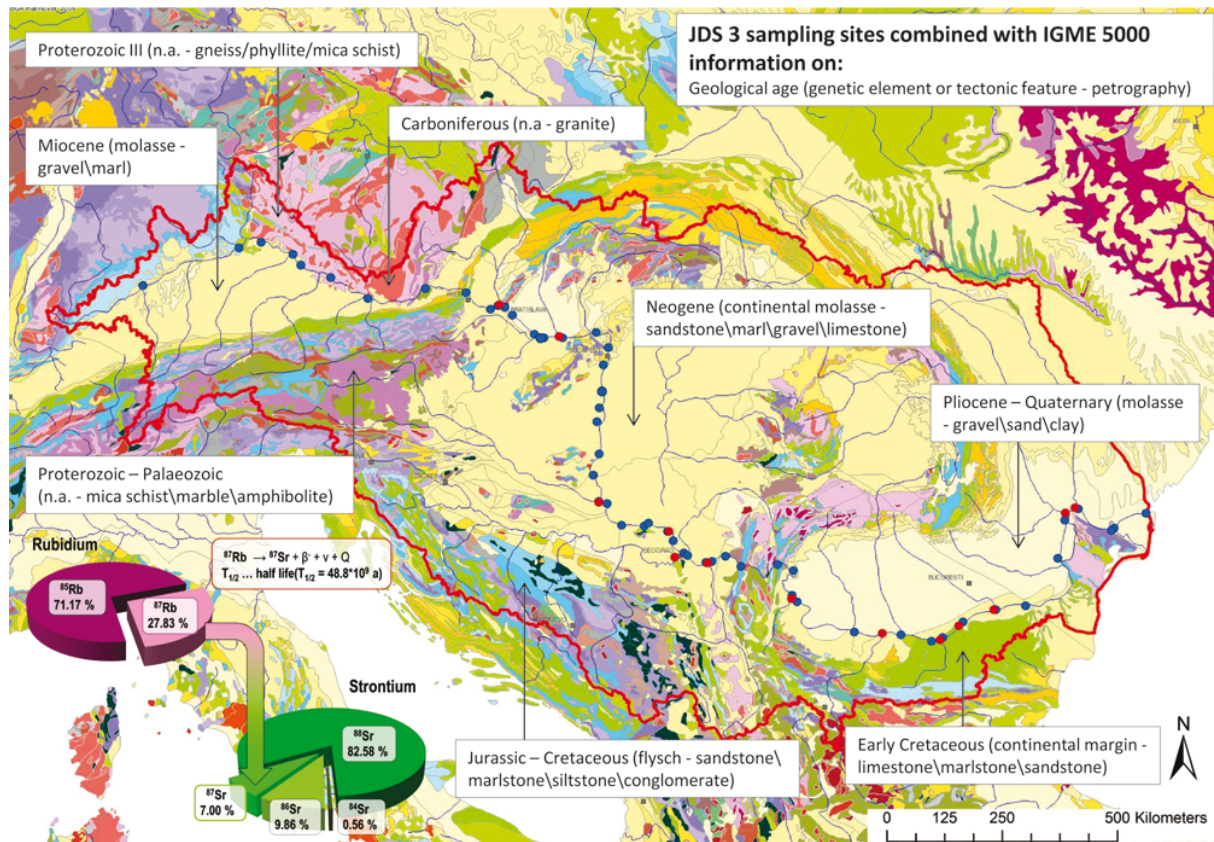 JDS 3 sampling sites combined with IGME 5000
information on:
Geological age (genetic element or tectonic feature - petrography)
Proterozoic III (n.a. - gneiss/phyllite/mica schist)
Carboniferous (n.a - granite)
Miocene (molasse -
gravel\marl)
Neogene (continental molasse -
sandstone\marl\gravel\limestone)
Pliocene – Quaternary (molasse
- gravel\sand\clay)
Proterozoic – Palaeozoic
(n.a. - mica schist\marble\amphibolite)
BUCURESTI
Rubidium
⁸⁷Rb → ⁸⁷Sr + β⁻ + ν + Q
T₁/₂ ... half life(T₁/₂ = 48.8*10⁹ a)
⁸⁵Rb
71.17 %
⁸⁷Rb
27.83 %
Strontium
⁸⁸Sr
82.58 %
⁸⁷Sr
7.00 %
⁸⁶Sr
9.86 %
⁸⁴Sr
0.56 %
Jurassic – Cretaceous (flysch - sandstone\
marlstone\siltstone\conglomerate)
Early Cretaceous (continental margin -
limestone\marlstone\sandstone)
N
0 125 250 500 Kilometers